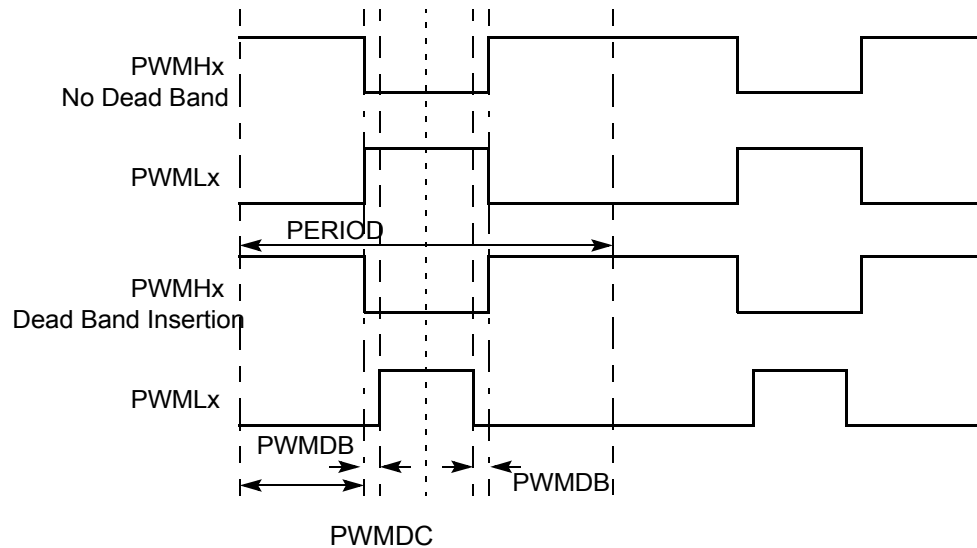 PWMHx
No Dead Band
PWMLx
PERIOD
PWMHx
Dead Band Insertion
PWMLx
PWMDB
PWMDB
PWMDC